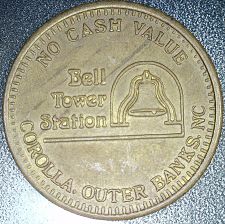 NO CASH VALUE
Bell
Tower
Station
COROLLA, OUTER BANKS, NC